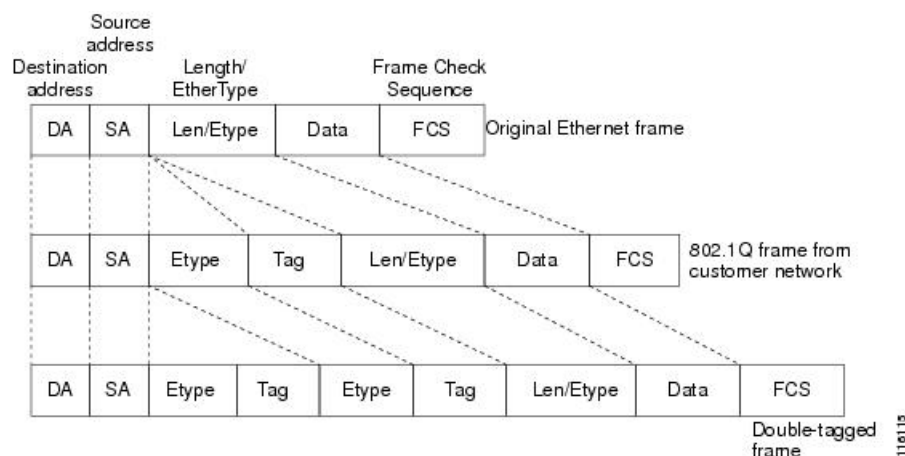 Source
address
Destination
address
Length/
EtherType
Frame Check
Sequence
DA SA Len/Etype Data FCS Original Ethernet frame
DA SA Etype Tag Len/Etype Data FCS 802.1Q frame from
customer network
DA SA Etype Tag Etype Tag Len/Etype Data FCS
Double-tagged
frame
116115